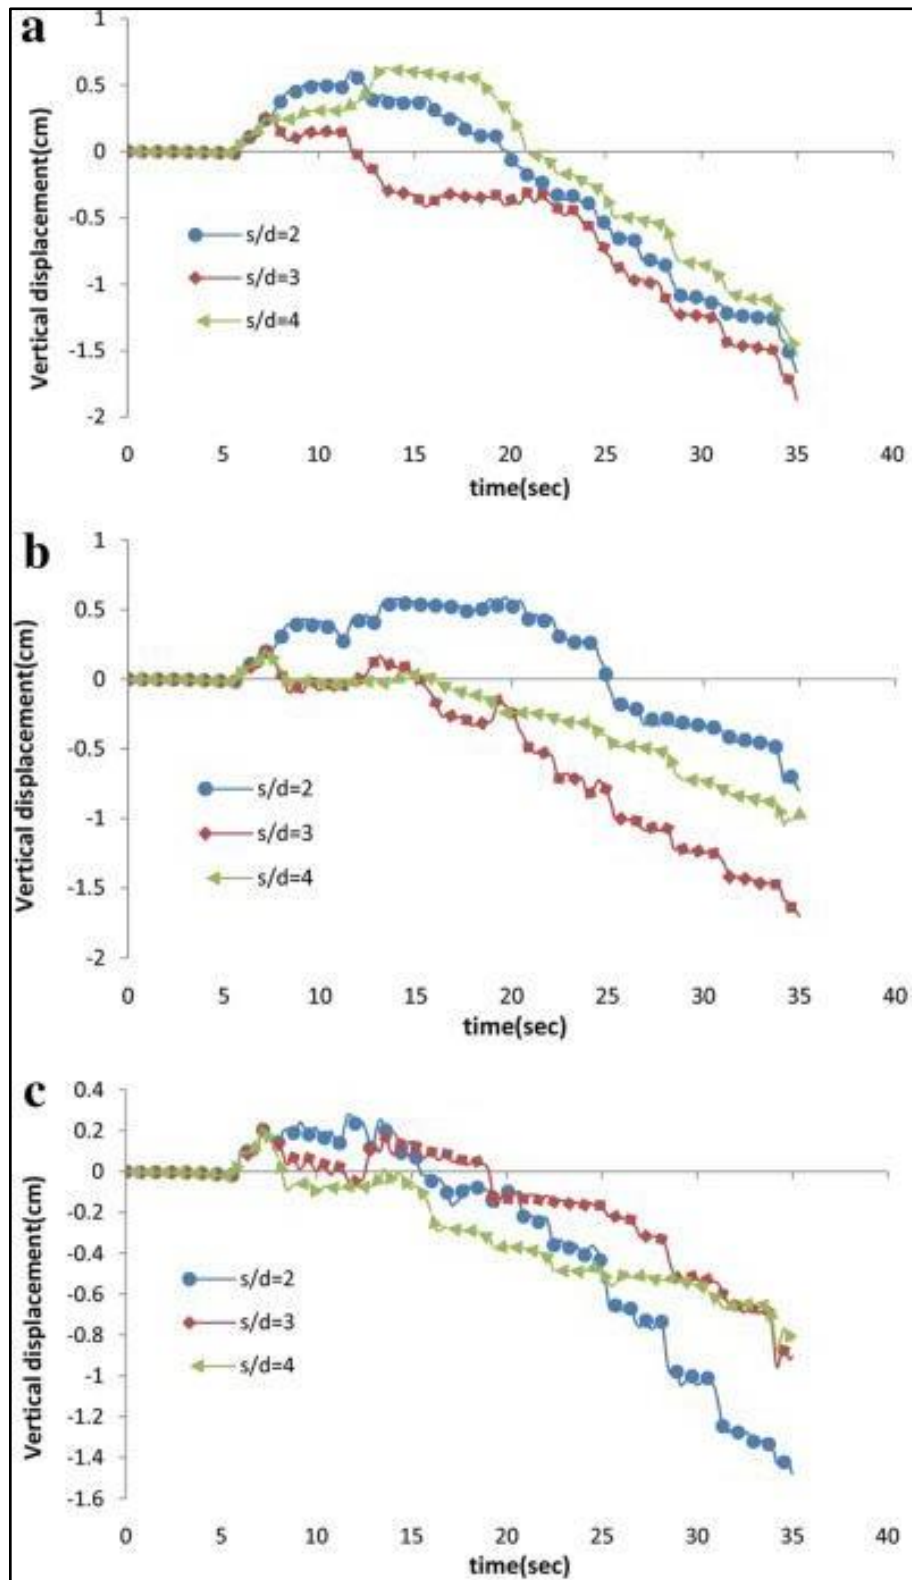 a
1
0.5
0
-0.5
-1
-1.5
-2
Vertical displacement(cm)
s/d=2
s/d=3
s/d=4
0 5 10 15 20 25 30 35 40
time(sec)
b
1
0.5
0
-0.5
-1
-1.5
-2
Vertical displacement(cm)
s/d=2
s/d=3
s/d=4
0 5 10 15 20 25 30 35 40
time(sec)
c
0.4
0.2
0
-0.2
-0.4
-0.6
-0.8
-1
-1.2
-1.4
-1.6
Vertical displacement(cm)
s/d=2
s/d=3
s/d=4
0 5 10 15 20 25 30 35 40
time(sec)